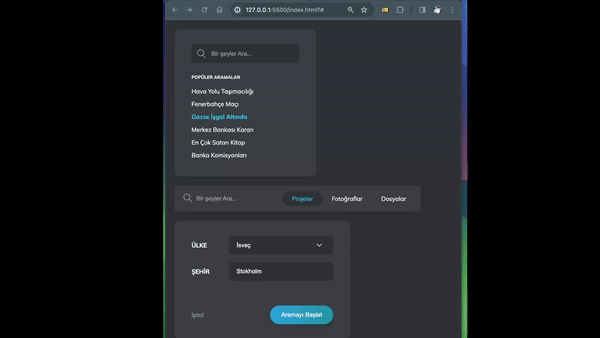 127.0.0.1:5500/index.html?#
Bir şeyler Ara...
POPÜLER ARAMALAR
Hava Yolu Taşımacılığı
Fenerbahçe Maçı
Gazze İşgal Altında
Merkez Bankası Kararı
En Çok Satan Kitap
Banka Komisyonları
Bir şeyler Ara... Projeler Fotoğraflar Dosyalar
ÜLKE İsveç
ŞEHİR Stokholm
İptal Aramayı Başlat